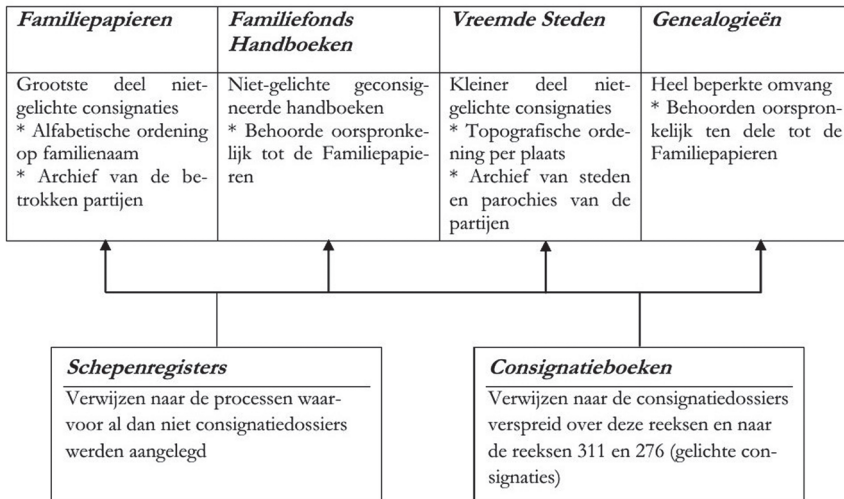 Familiepapieren
Grootste deel niet-
gelichte consignaties
* Alfabetische ordening
op familienaam
* Archief van de be-
trokken partijen
Familiefonds
Handboeken
Niet-gelichte geconsig-
neerde handboeken
* Behoorde oorspronke-
lijk tot de Familiepapie-
ren
Vreemde Steden
Kleiner deel niet-
gelichte consignaties
* Topografische orde-
ning per plaats
* Archief van steden
en parochies van de
partijen
Genealogieën
Heel beperkte omvang
* Behoorden oorspron-
kelijk ten dele tot de
Familiepapieren
Schepenregisters
Verwijzen naar de processen waar-
voor al dan niet consignatiedossiers
werden aangelegd
Consignatieboeken
Verwijzen naar de consignatiedossiers
verspreid over deze reeksen en naar
de reeksen 311 en 276 (gelichte con-
signaties)